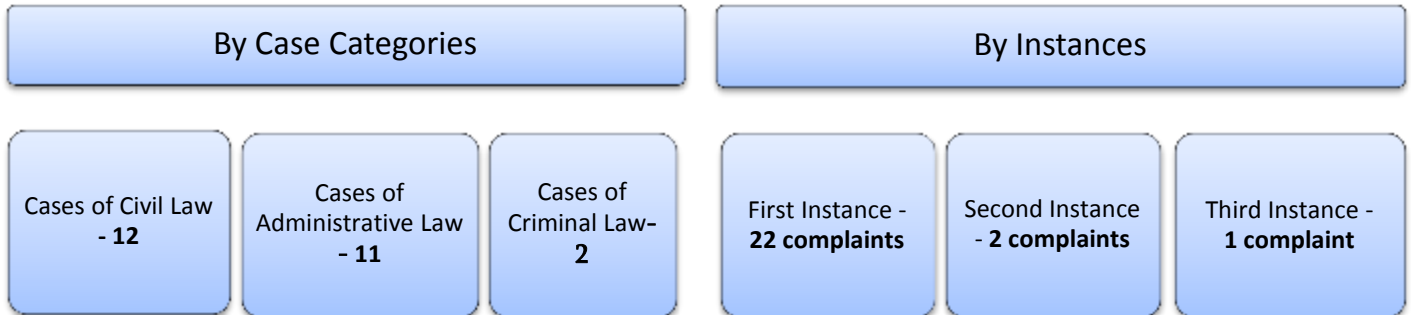 By Case Categories
By Instances
Cases of Civil Law
- 12
Cases of
Administrative Law
- 11
Cases of
Criminal Law-
2
First Instance -
22 complaints
Second Instance
- 2 complaints
Third Instance -
1 complaint